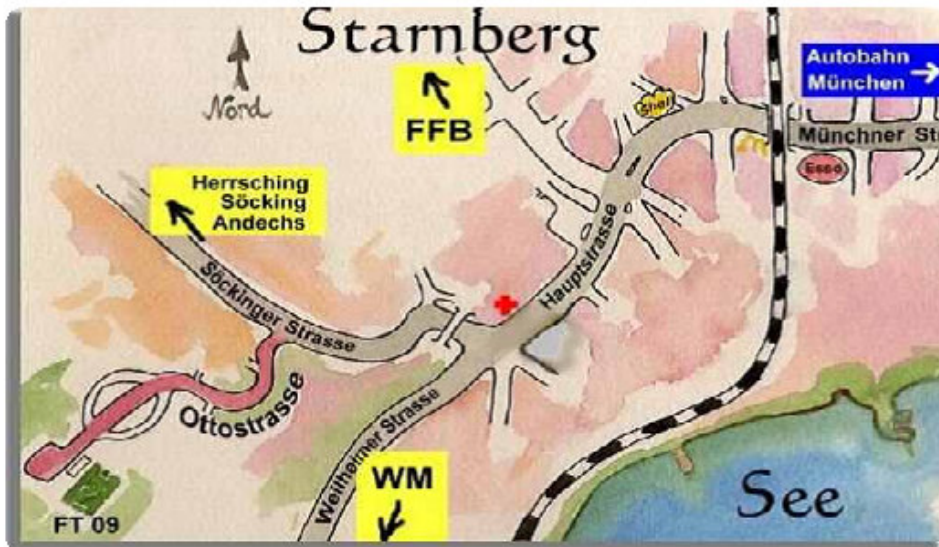 Starnberg
Nord
FFB
Shell
Autobahn
München
Münchner St
Esso
Herrsching
Söcking
Andechs
Hauptstrasse
Söckinger Strasse
Ottostrasse
Weilheimer Strasse
WM
See
FT 09